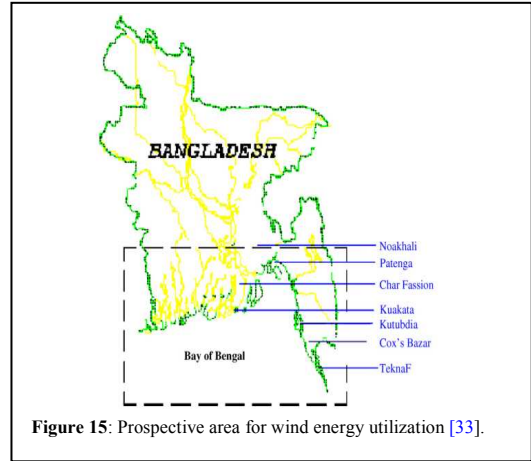 BANGLADESH
Noakhali
Patenga
Char Fassion
Kuakata
Kutubdia
Bay of Bengal
Cox's Bazar
TeknaF
Figure 15: Prospective area for wind energy utilization [33].